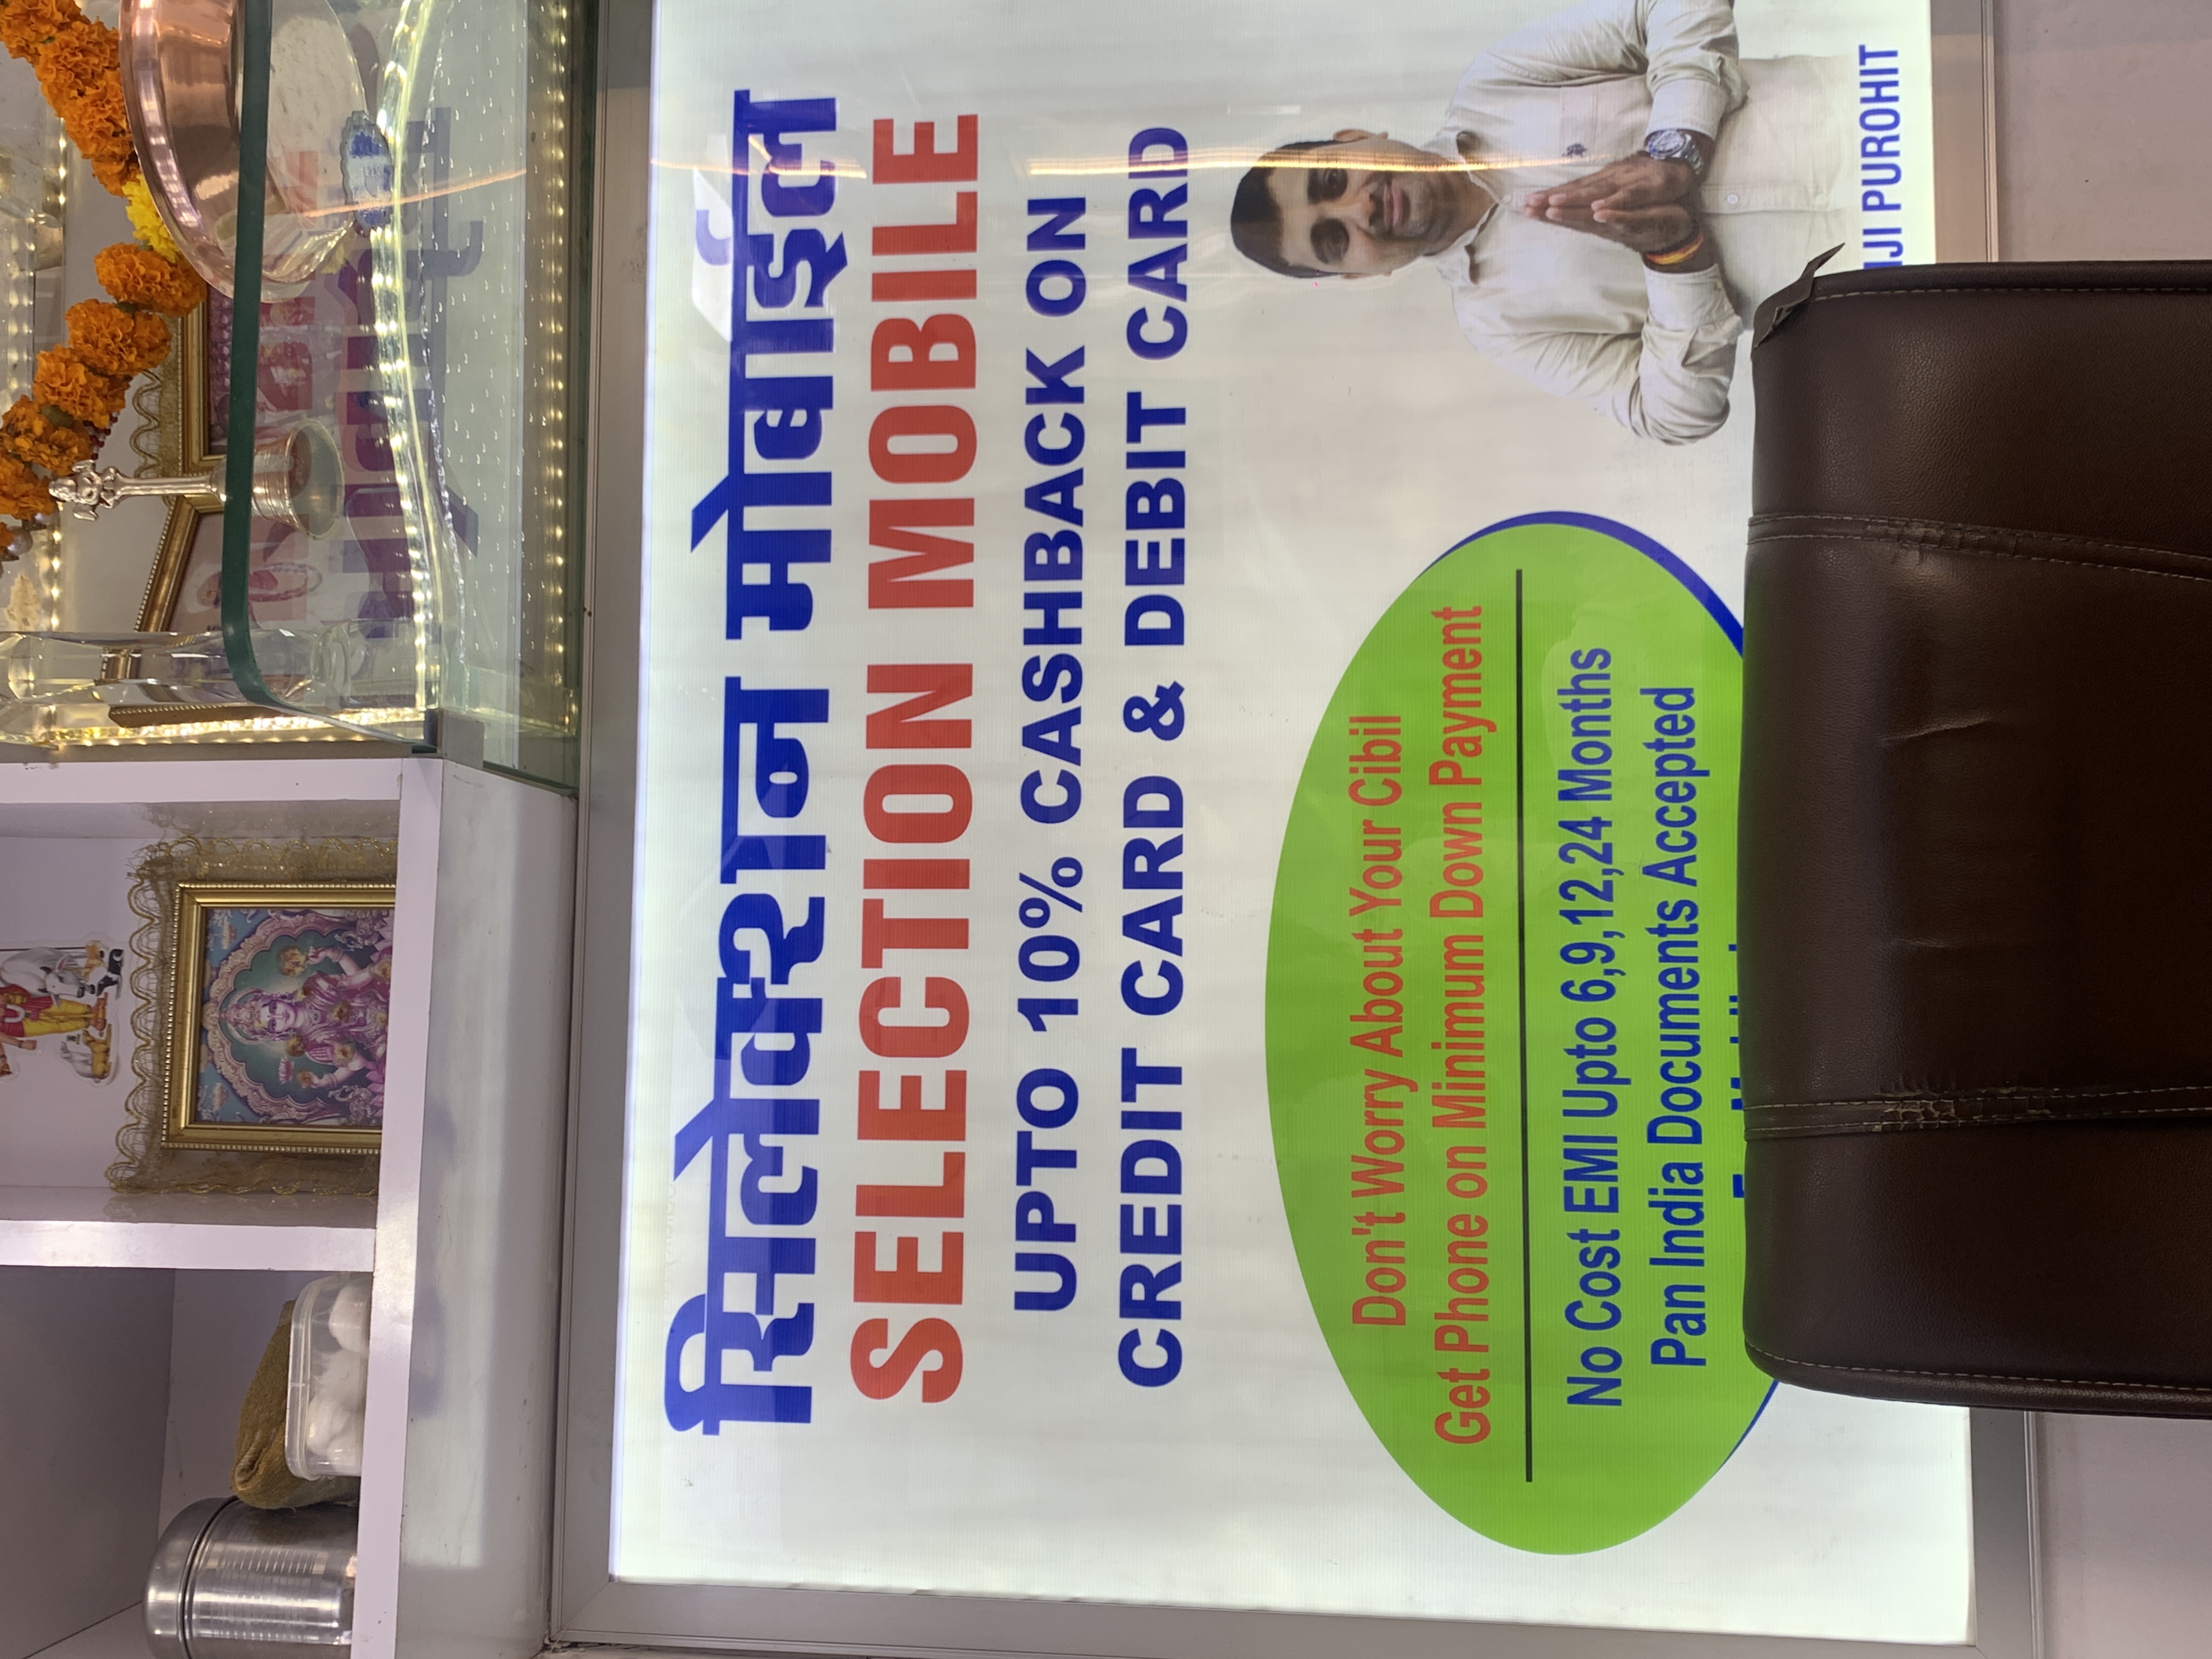 सिलेक्शन मोबाईल
SELECTION MOBILE
UPTO 10% CASHBACK ON
CREDIT CARD & DEBIT CARD
Don't Worry About Your Cibil
Get Phone on Minimum Down Payment
No Cost EMI Upto 6,9,12,24 Months
Pan India Documents Accepted
PUROHIT